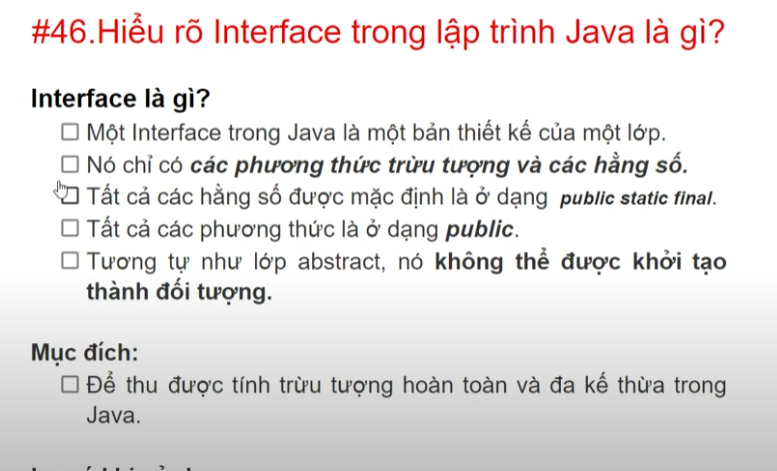 #46.Hiểu rõ Interface trong lập trình Java là gì?
Interface là gì?
Một Interface trong Java là một bản thiết kế của một lớp.
Nó chỉ có các phương thức trừu tượng và các hằng số.
Tất cả các hằng số được mặc định là ở dạng public static final.
Tất cả các phương thức là ở dạng public.
Tương tự như lớp abstract, nó không thể được khởi tạo
thành đối tượng.
Mục đích:
Để thu được tính trừu tượng hoàn toàn và đa kế thừa trong
Java.